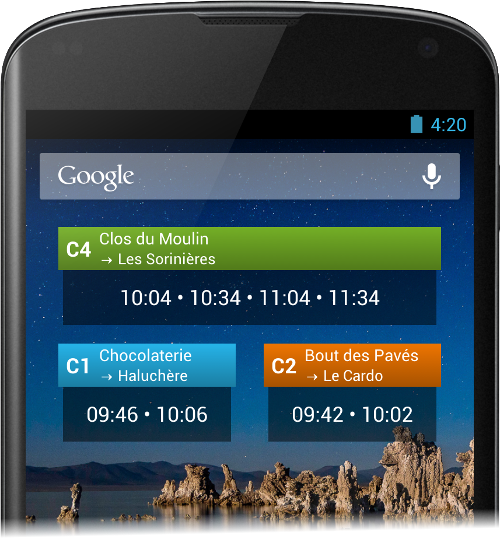 4:20
Google
C4 Clos du Moulin
→ Les Sorinières
10:04 • 10:34 • 11:04 • 11:34
C1 Chocolaterie
→ Haluchère
09:46 • 10:06
C2 Bout des Pavés
→ Le Cardo
09:42 • 10:02